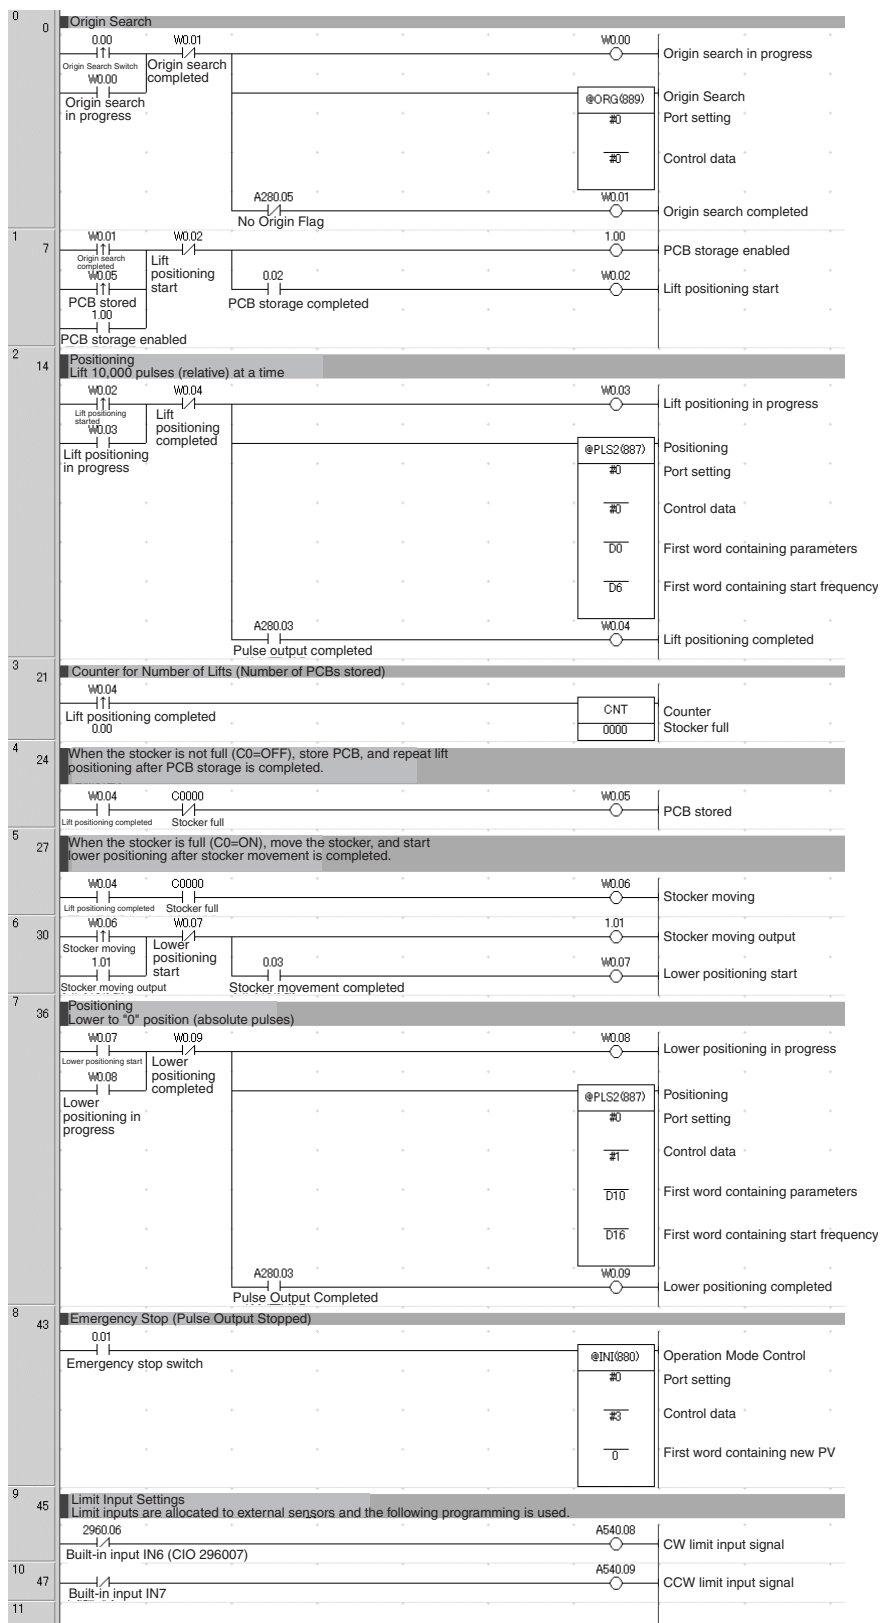 0
0
Origin Search
0.00
W0.01
W0.00
Origin search in progress
Origin Search Switch
Origin search
completed
W0.00
Origin search
in progress
@ORG(889)
Origin Search
#0
Port setting
#0
Control data
A280.05
W0.01
No Origin Flag
Origin search completed
1
7
W0.01
W0.02
1.00
PCB storage enabled
Origin search
completed
Lift
positioning
start
W0.05
0.02
W0.02
PCB stored
PCB storage completed
Lift positioning start
1.00
PCB storage enabled
2
14
Positioning
Lift 10,000 pulses (relative) at a time
W0.02
W0.04
W0.03
Lift positioning in progress
Lift positioning
started
Lift
positioning
completed
W0.03
Lift positioning
in progress
@PLS2(887)
Positioning
#0
Port setting
#0
Control data
D0
First word containing parameters
D6
First word containing start frequency
A280.03
W0.04
Pulse output completed
Lift positioning completed
3
21
Counter for Number of Lifts (Number of PCBs stored)
W0.04
Lift positioning completed
0.00
CNT
Counter
0000
Stocker full
4
24
When the stocker is not full (C0=OFF), store PCB, and repeat lift
positioning after PCB storage is completed.
W0.04
C0000
W0.05
Lift positioning completed
Stocker full
PCB stored
5
27
When the stocker is full (C0=ON), move the stocker, and start
lower positioning after stocker movement is completed.
W0.04
C0000
W0.06
Lift positioning completed
Stocker full
Stocker moving
6
30
W0.06
W0.07
1.01
Stocker moving output
Stocker moving
Lower
positioning
start
1.01
0.03
W0.07
Stocker moving output
Stocker movement completed
Lower positioning start
7
36
Positioning
Lower to "0" position (absolute pulses)
W0.07
W0.09
W0.08
Lower positioning in progress
Lower positioning start
Lower
positioning
completed
W0.08
Lower
positioning in
progress
@PLS2(887)
Positioning
#0
Port setting
#1
Control data
D10
First word containing parameters
D16
First word containing start frequency
A280.03
W0.09
Pulse Output Completed
Lower positioning completed
8
43
Emergency Stop (Pulse Output Stopped)
0.01
Emergency stop switch
@INI(880)
Operation Mode Control
#0
Port setting
#3
Control data
0
First word containing new PV
9
45
Limit Input Settings
Limit inputs are allocated to external sensors and the following programming is used.
2960.06
A540.08
Built-in input IN6 (CIO 296007)
CW limit input signal
10
47
A540.09
Built-in input IN7
CCW limit input signal
11